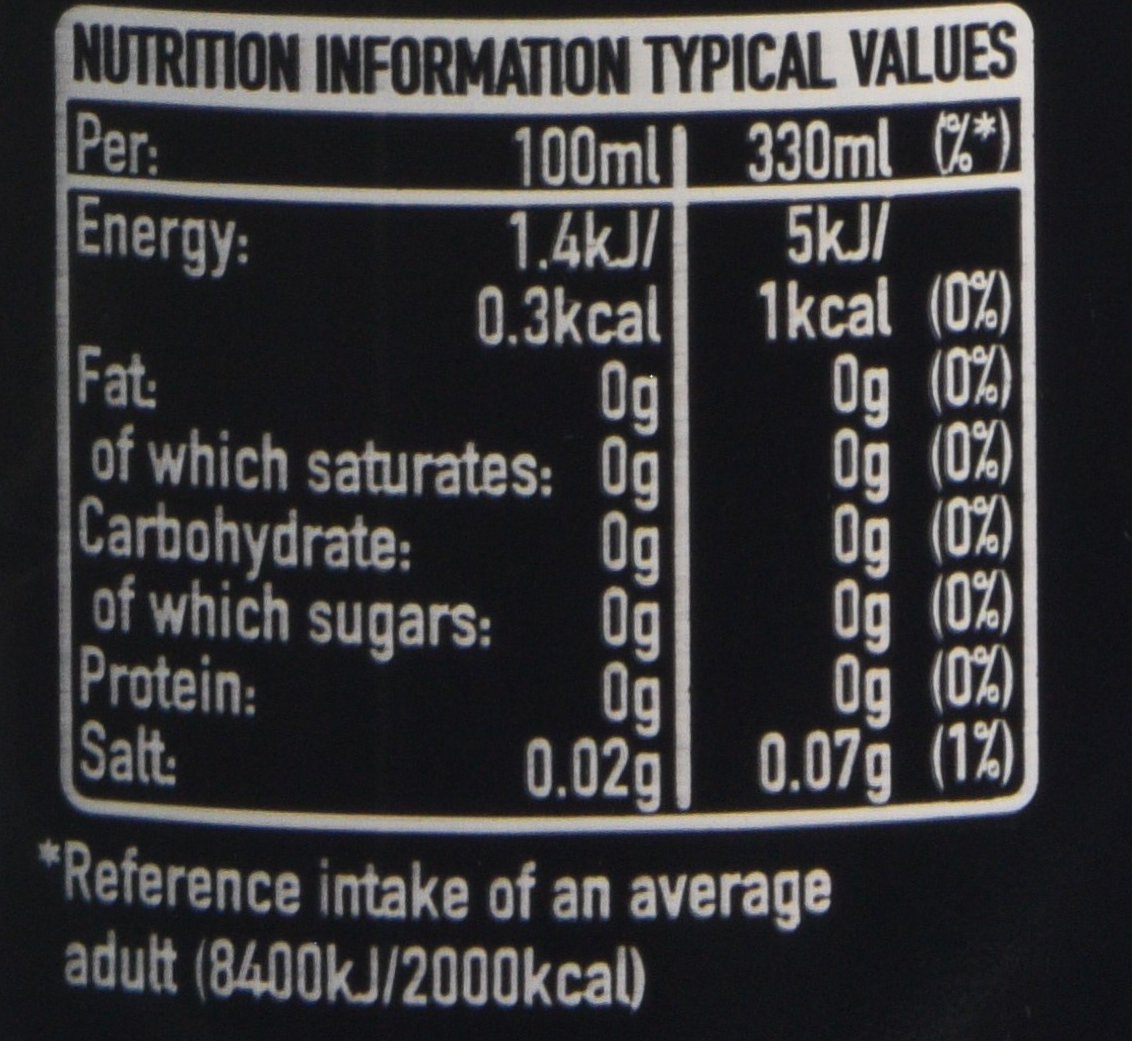 NUTRITION INFORMATION TYPICAL VALUES
Per: 100ml 330ml (%*)
Energy: 1.4kJ/ 5kJ/
0.3kcal 1kcal (0%)
Fat: 0g 0g (0%)
of which saturates: 0g 0g (0%)
Carbohydrate: 0g 0g (0%)
of which sugars: 0g 0g (0%)
Protein: 0g 0g (0%)
Salt: 0.02g 0.07g (1%)
*Reference intake of an average
adult (8400kJ/2000kcal)